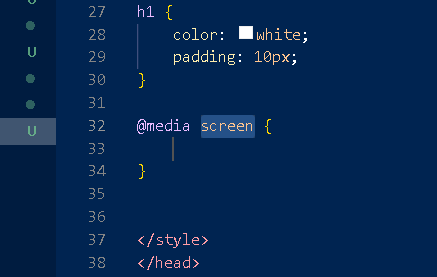 27 h1 {
U
28 color: white;
29 padding: 10px;
30 }
U
31
32 @media screen {
U
33
34 }
35
36
37 </style>
38 </head>